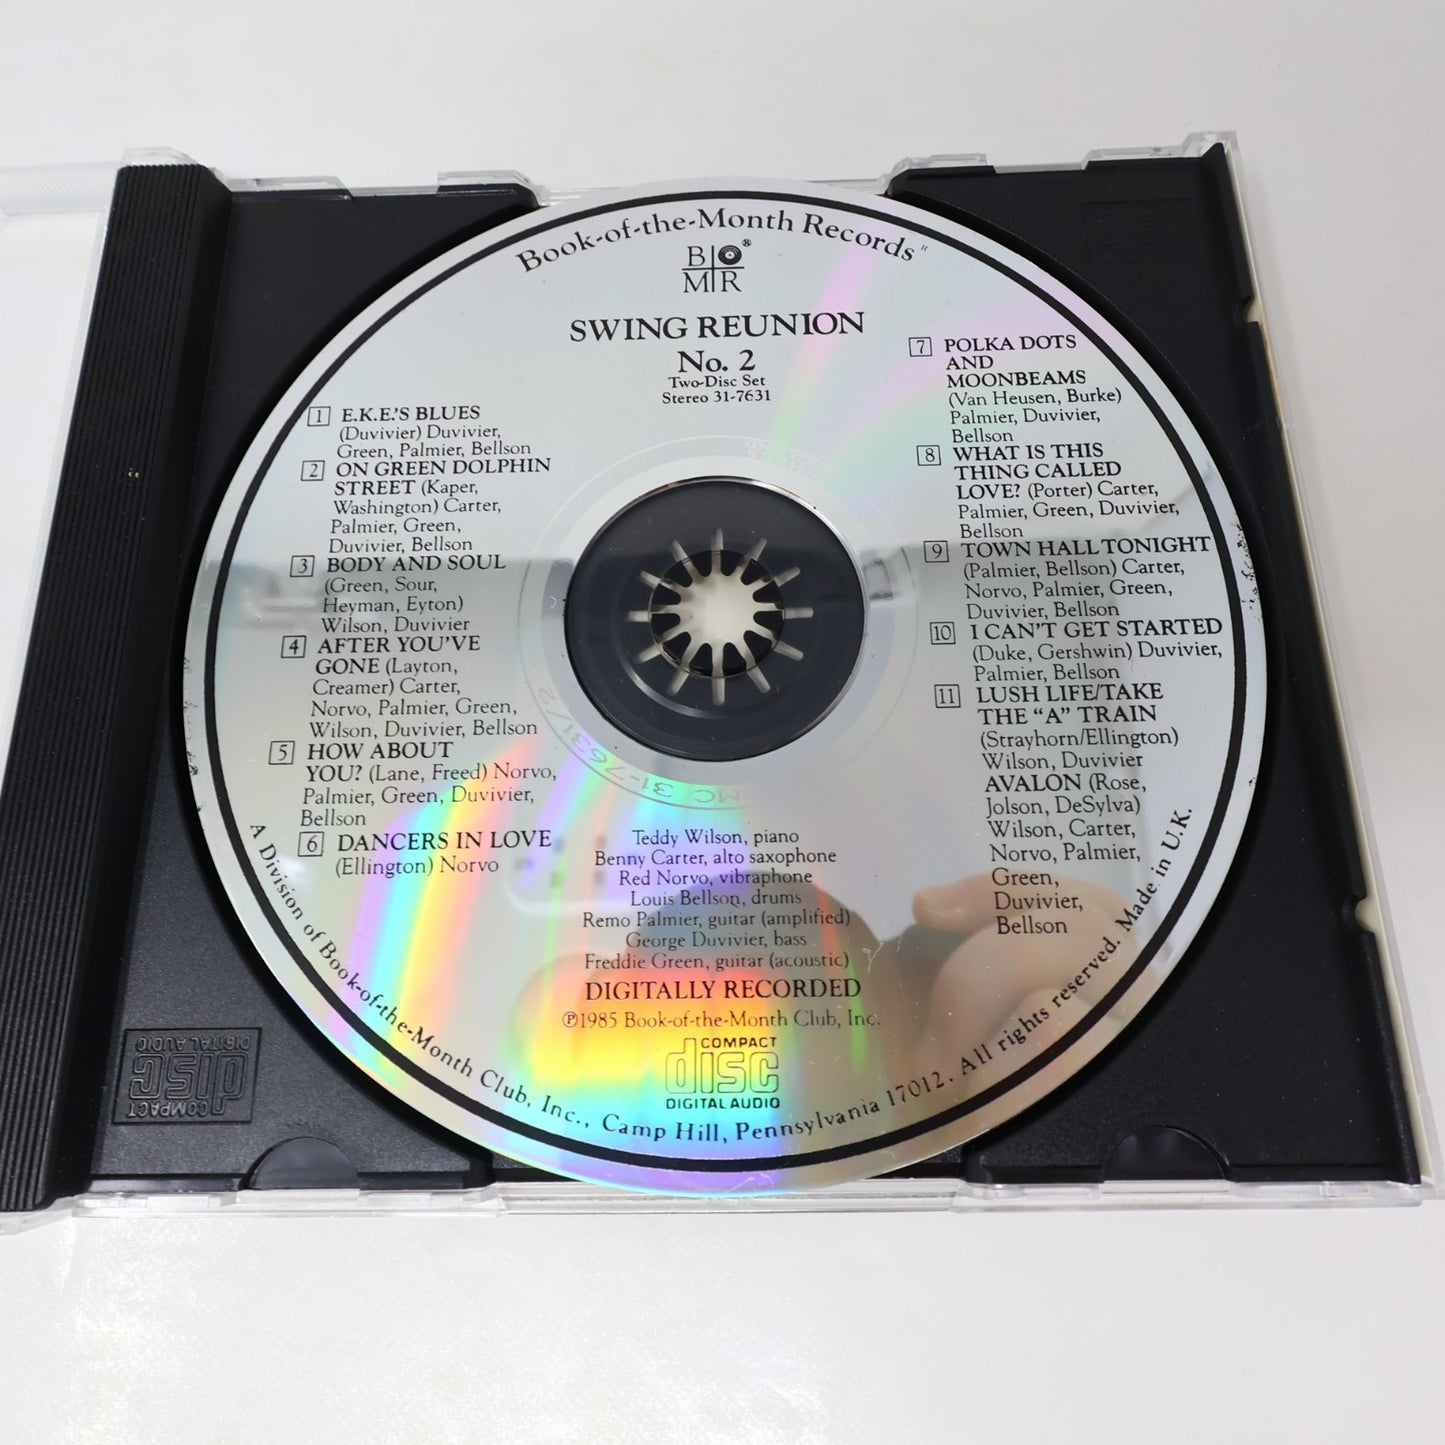 Book-of-the-Month Records
B O ®
M R
SWING REUNION
No. 2
Two-Disc Set
Stereo 31-7631
1 E.K.E.'S BLUES
(Duvivier) Duvivier,
Green, Palmier, Bellson
2 ON GREEN DOLPHIN
STREET (Kaper,
Washington) Carter,
Palmier, Green,
Duvivier, Bellson
3 BODY AND SOUL
(Green, Sour,
Heyman, Eyton)
Wilson, Duvivier
4 AFTER YOU'VE
GONE (Layton,
Creamer) Carter,
Norvo, Palmier, Green,
Wilson, Duvivier, Bellson
5 HOW ABOUT
YOU? (Lane, Freed) Norvo,
Palmier, Green, Duvivier,
Bellson
6 DANCERS IN LOVE
(Ellington) Norvo
7 POLKA DOTS
AND
MOONBEAMS
(Van Heusen, Burke)
Palmier, Duvivier,
Bellson
8 WHAT IS THIS
THING CALLED
LOVE? (Porter) Carter,
Palmier, Green, Duvivier,
Bellson
9 TOWN HALL TONIGHT
(Palmier, Bellson) Carter,
Norvo, Palmier, Green,
Duvivier, Bellson
10 I CAN'T GET STARTED
(Duke, Gershwin) Duvivier,
Palmier, Bellson
11 LUSH LIFE/TAKE
THE "A" TRAIN
(Strayhorn/Ellington)
Wilson, Duvivier
AVALON (Rose,
Jolson, DeSylva)
Wilson, Carter,
Norvo, Palmier,
Green,
Duvivier,
Bellson
31-7631/2
Teddy Wilson, piano
Benny Carter, alto saxophone
Red Norvo, vibraphone
Louis Bellson, drums
Remo Palmier, guitar (amplified)
George Duvivier, bass
Freddie Green, guitar (acoustic)
DIGITALLY RECORDED
℗1985 Book-of-the-Month Club, Inc.
COMPACT
disc
DIGITAL AUDIO
A Division of Book-of-the-Month Club, Inc., Camp Hill, Pennsylvania 17012. All rights reserved. Made in U.K.
COMPACT
disc
DIGITAL AUDIO